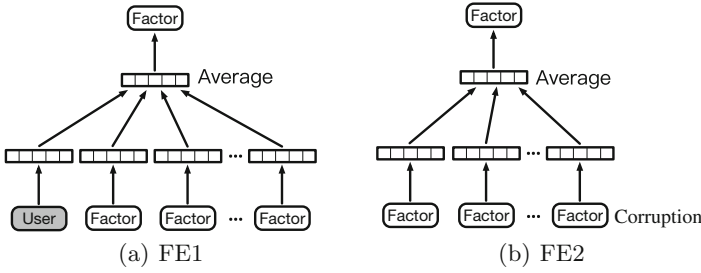 Factor
Average
User Factor Factor ... Factor
(a) FE1
Factor
Average
Factor Factor ... Factor Corruption
(b) FE2